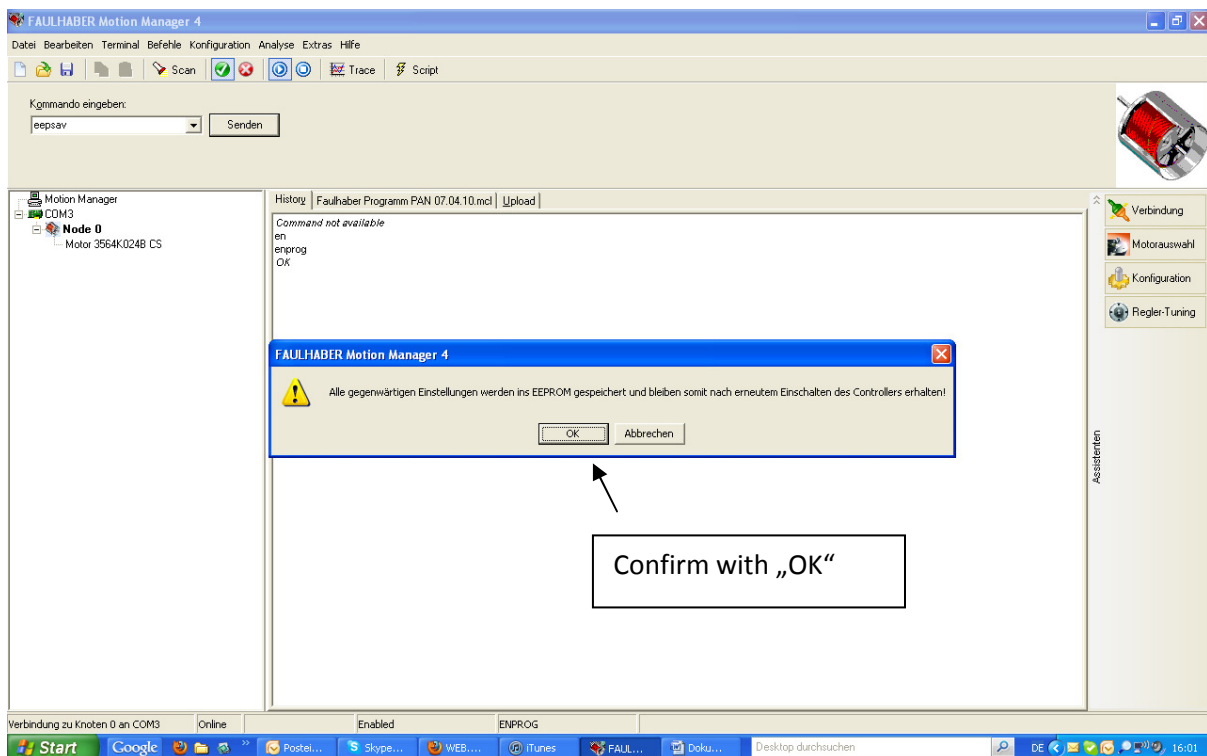 FAULHABER Motion Manager 4
Datei Bearbeiten Terminal Befehle Konfiguration Analyse Extras Hilfe
Scan Trace Script
Kommando eingeben:
eepsav Senden
Motion Manager
COM3
Node 0
Motor 3564K024B CS
History Faulhaber Programm PAN 07.04.10.mcl Upload
Command not available
en
enprog
OK
Verbindung
Motorauswahl
Konfiguration
Regler-Tuning
Assistenten
FAULHABER Motion Manager 4
Alle gegenwärtigen Einstellungen werden ins EEPROM gespeichert und bleiben somit nach erneutem Einschalten des Controllers erhalten!
OK Abbrechen
Confirm with „OK“
Verbindung zu Knoten 0 an COM3 Online Enabled ENPROG
Start Google Postei... Skype... WEB.... iTunes FAUL... Doku... Desktop durchsuchen DE 16:01